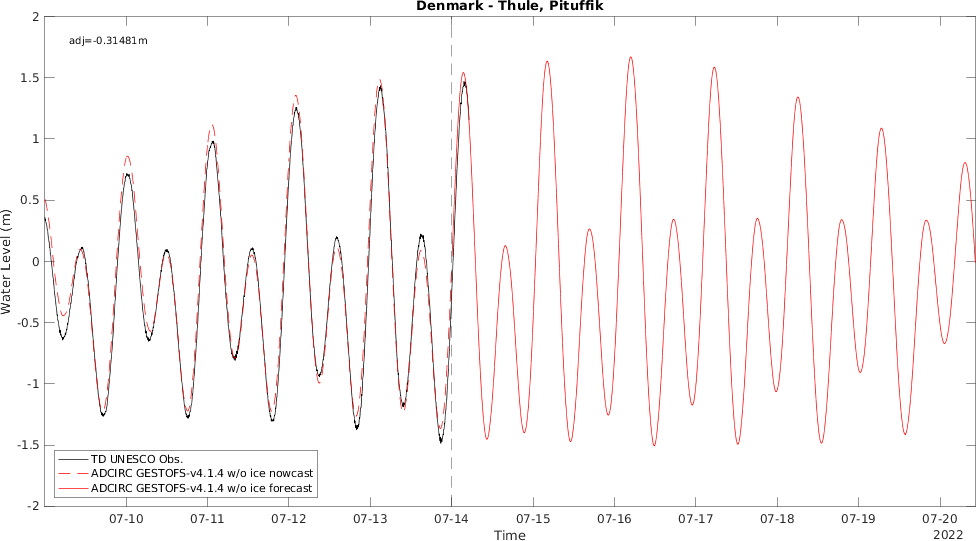 Denmark - Thule, Pituffik
adj=-0.31481m
2
1.5
1
0.5
0
-0.5
-1
-1.5
-2
Water Level (m)
TD UNESCO Obs.
ADCIRC GESTOFS-v4.1.4 w/o ice nowcast
ADCIRC GESTOFS-v4.1.4 w/o ice forecast
07-10 07-11 07-12 07-13 07-14 07-15 07-16 07-17 07-18 07-19 07-20
Time
2022